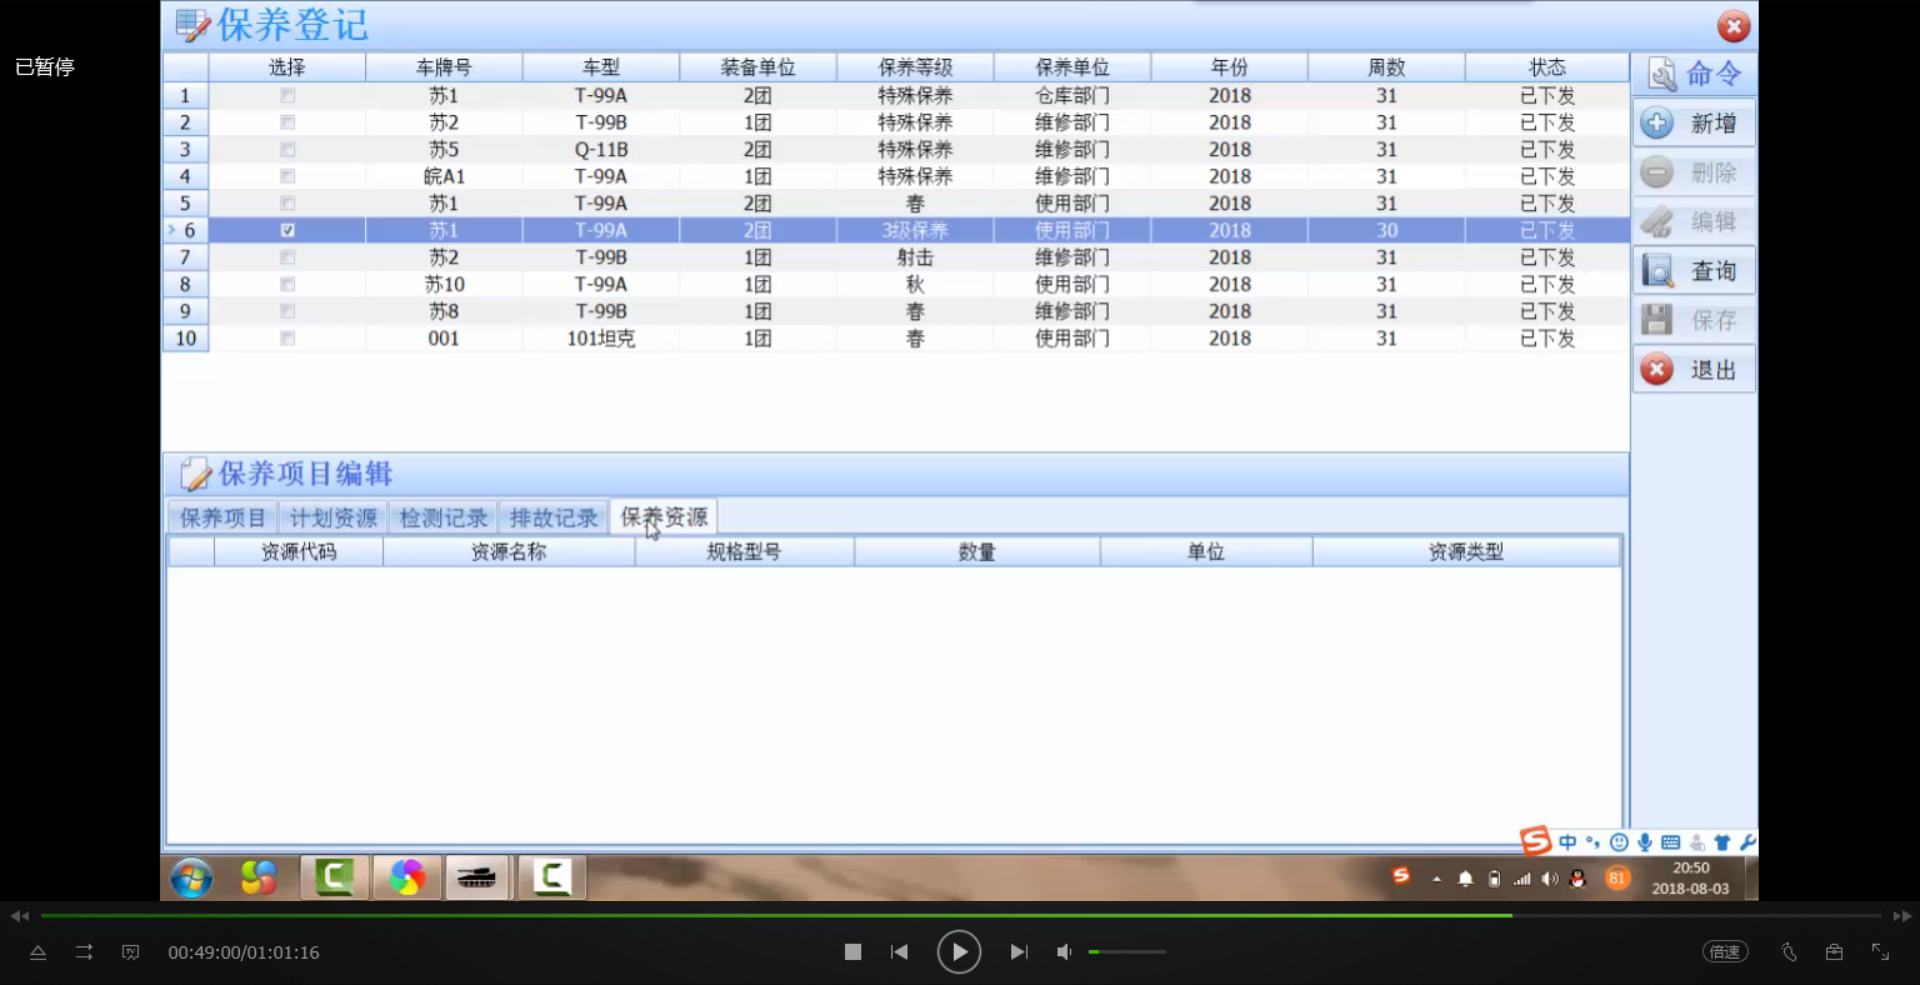 保养登记
已暂停
选择 车牌号 车型 装备单位 保养等级 保养单位 年份 周数 状态
1 苏1 T-99A 2团 特殊保养 仓库部门 2018 31 已下发
2 苏2 T-99B 1团 特殊保养 维修部门 2018 31 已下发
3 苏5 Q-11B 2团 特殊保养 维修部门 2018 31 已下发
4 皖A1 T-99A 1团 特殊保养 维修部门 2018 31 已下发
5 苏1 T-99A 2团 春 使用部门 2018 31 已下发
6 苏1 T-99A 2团 3级保养 使用部门 2018 30 已下发
7 苏2 T-99B 1团 射击 维修部门 2018 31 已下发
8 苏10 T-99A 1团 秋 使用部门 2018 31 已下发
9 苏8 T-99B 1团 春 维修部门 2018 31 已下发
10 001 101坦克 1团 春 使用部门 2018 31 已下发
命令
新增
删除
编辑
查询
保存
退出
保养项目编辑
保养项目 计划资源 检测记录 排故记录 保养资源
资源代码 资源名称 规格型号 数量 单位 资源类型
中
81
20:50
2018-08-03
00:49:00/01:01:16
倍速